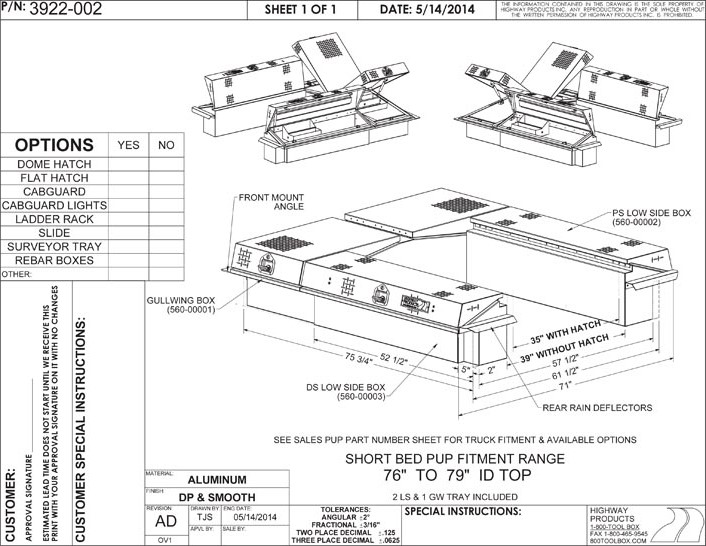 P/N: 3922-002
SHEET 1 OF 1
DATE: 5/14/2014
THE INFORMATION CONTAINED IN THIS DRAWING IS THE SOLE PROPERTY OF
HIGHWAY PRODUCTS INC. ANY REPRODUCTION IN PART OR WHOLE WITHOUT
THE WRITTEN PERMISSION OF HIGHWAY PRODUCTS INC. IS PROHIBITED.
OPTIONS YES NO
DOME HATCH
FLAT HATCH
CABGUARD
CABGUARD LIGHTS
LADDER RACK
SLIDE
SURVEYOR TRAY
REBAR BOXES
OTHER:
FRONT MOUNT
ANGLE
PS LOW SIDE BOX
(560-00002)
GULLWING BOX
(560-00001)
35" WITH HATCH
39" WITHOUT HATCH
57 1/2"
61 1/2"
71"
75 3/4"
52 1/2"
5"
2"
DS LOW SIDE BOX
(560-00003)
REAR RAIN DEFLECTORS
CUSTOMER:
APPROVAL SIGNATURE
ESTIMATED LEAD TIME DOES NOT START UNTIL WE RECEIVE THIS
PRINT WITH YOUR APPROVAL SIGNATURE ON IT WITH NO CHANGES
CUSTOMER SPECIAL INSTRUCTIONS:
SEE SALES PUP PART NUMBER SHEET FOR TRUCK FITMENT & AVAILABLE OPTIONS
SHORT BED PUP FITMENT RANGE
76" TO 79" ID TOP
2 LS & 1 GW TRAY INCLUDED
MATERIAL:
ALUMINUM
FINISH:
DP & SMOOTH
REVISION:
AD
OV1
DRAWN BY:
TJS
ENG DATE:
05/14/2014
APVL BY:
SALE BY:
TOLERANCES:
ANGULAR ±2°
FRACTIONAL ±3/16"
TWO PLACE DECIMAL ±.125
THREE PLACE DECIMAL ±.0625
SPECIAL INSTRUCTIONS:
HIGHWAY
PRODUCTS
1-800-TOOL BOX
FAX 1-800-465-9545
800TOOLBOX.COM